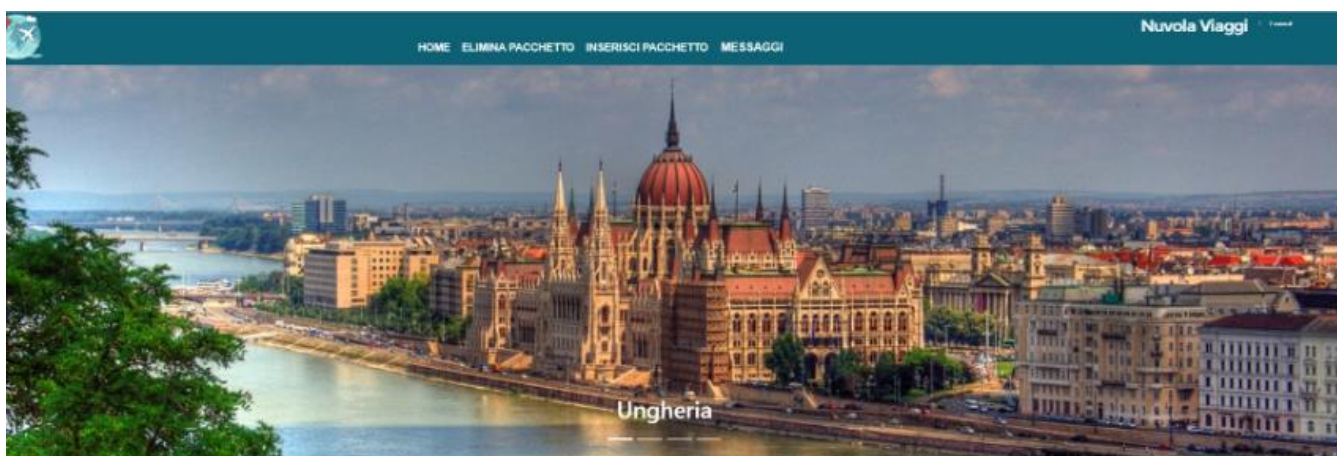 Nuvola Viaggi
HOME ELIMINA PACCHETTO INSERISCI PACCHETTO MESSAGGI
Ungheria